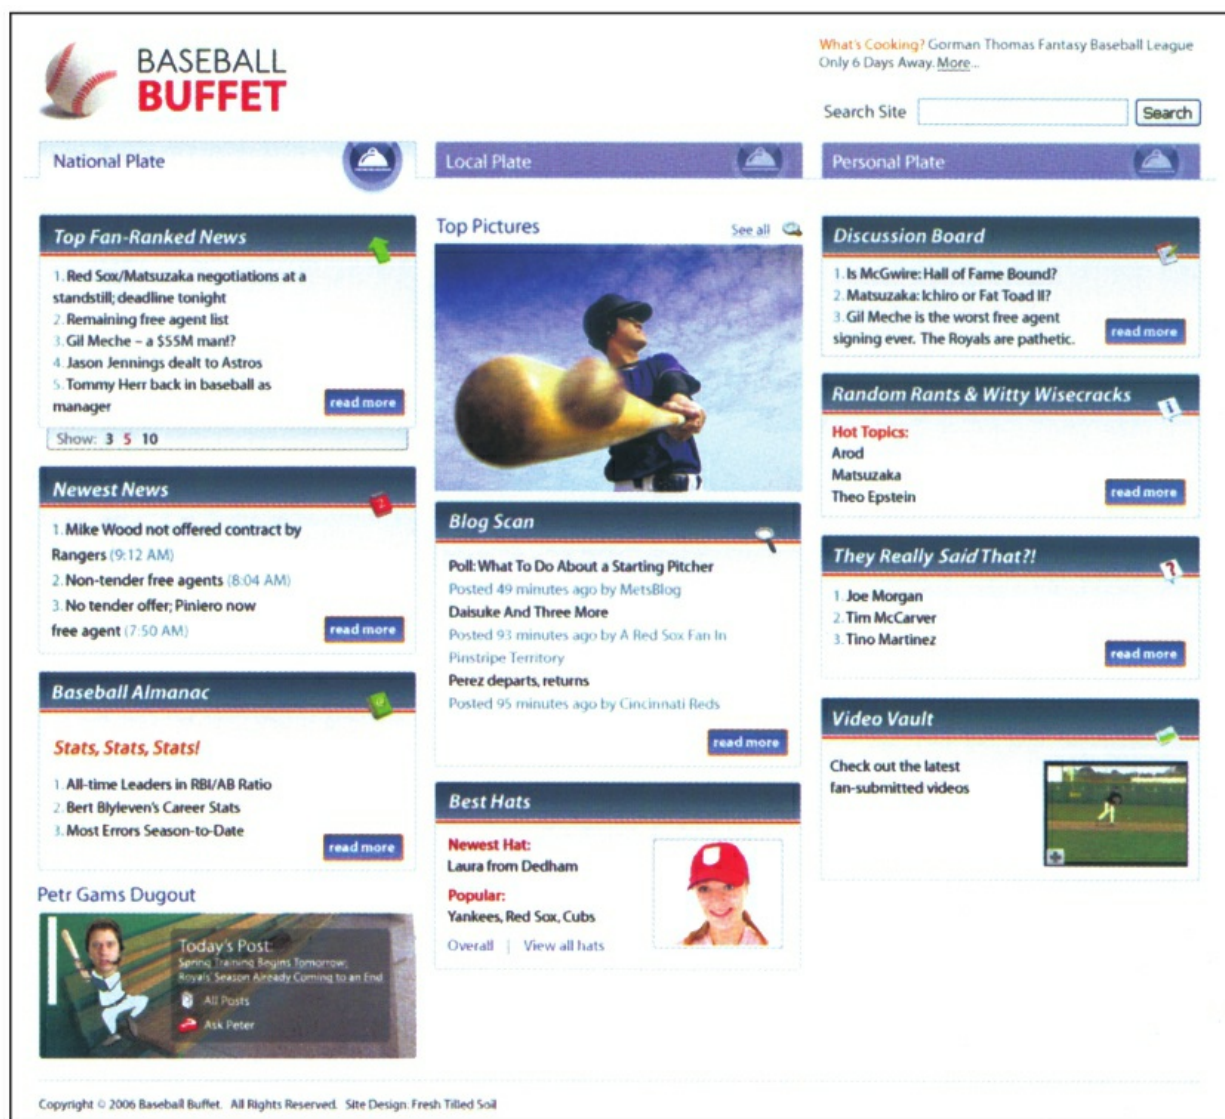 BASEBALL
BUFFET
What's Cooking? Gorman Thomas Fantasy Baseball League
Only 6 Days Away. More...
Search Site
Search
National Plate
Local Plate
Personal Plate
Top Fan-Ranked News
1. Red Sox/Matsuzaka negotiations at a
standstill; deadline tonight
2. Remaining free agent list
3. Gil Meche – a $55M man!?
4. Jason Jennings dealt to Astros
5. Tommy Herr back in baseball as
manager
read more
Show: 3 5 10
Newest News
2
1. Mike Wood not offered contract by
Rangers (9:12 AM)
2. Non-tender free agents (8:04 AM)
3. No tender offer; Piniero now
free agent (7:50 AM)
read more
Baseball Almanac
Stats, Stats, Stats!
1. All-time Leaders in RBI/AB Ratio
2. Bert Blyleven's Career Stats
3. Most Errors Season-to-Date
read more
Petr Gams Dugout
Today's Post:
Spring Training Begins Tomorrow;
Royals Season Already Coming to an End
All Posts
Ask Peter
Top Pictures
See all
Blog Scan
Poll: What To Do About a Starting Pitcher
Posted 49 minutes ago by MetsBlog
Daisuke And Three More
Posted 93 minutes ago by A Red Sox Fan In
Pinstripe Territory
Perez departs, returns
Posted 95 minutes ago by Cincinnati Reds
read more
Best Hats
Newest Hat:
Laura from Dedham
Popular:
Yankees, Red Sox, Cubs
Overall | View all hats
Discussion Board
1. Is McGwire: Hall of Fame Bound?
2. Matsuzaka: Ichiro or Fat Toad II?
3. Gil Meche is the worst free agent
signing ever. The Royals are pathetic.
read more
Random Rants & Witty Wisecracks
i
Hot Topics:
Arod
Matsuzaka
Theo Epstein
read more
They Really Said That?!
?
1. Joe Morgan
2. Tim McCarver
3. Tino Martinez
read more
Video Vault
Check out the latest
fan-submitted videos
Copyright © 2006 Baseball Buffet. All Rights Reserved. Site Design: Fresh Tilled Soil